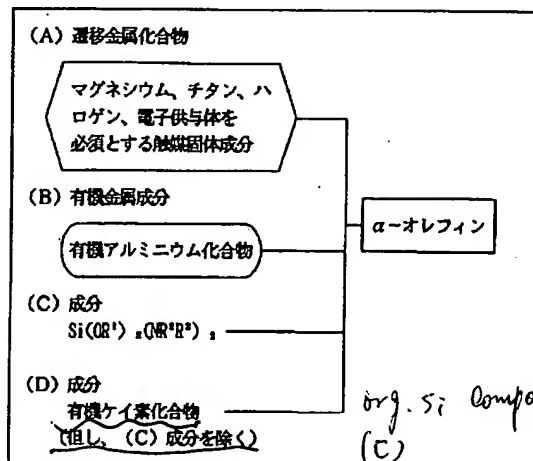 (A) 遷移金属化合物
マグネシウム、チタン、ハ
ロゲン、電子供与体を
必須とする触媒固体成分
(B) 有機金属成分
有機アルミニウム化合物
α－オレフィン
(C) 成分
Si(OR¹)₂(NR²R³)₂
(D) 成分
有機ケイ素化合物
(但し、(C) 成分を除く)
org. Si Compo
(C)